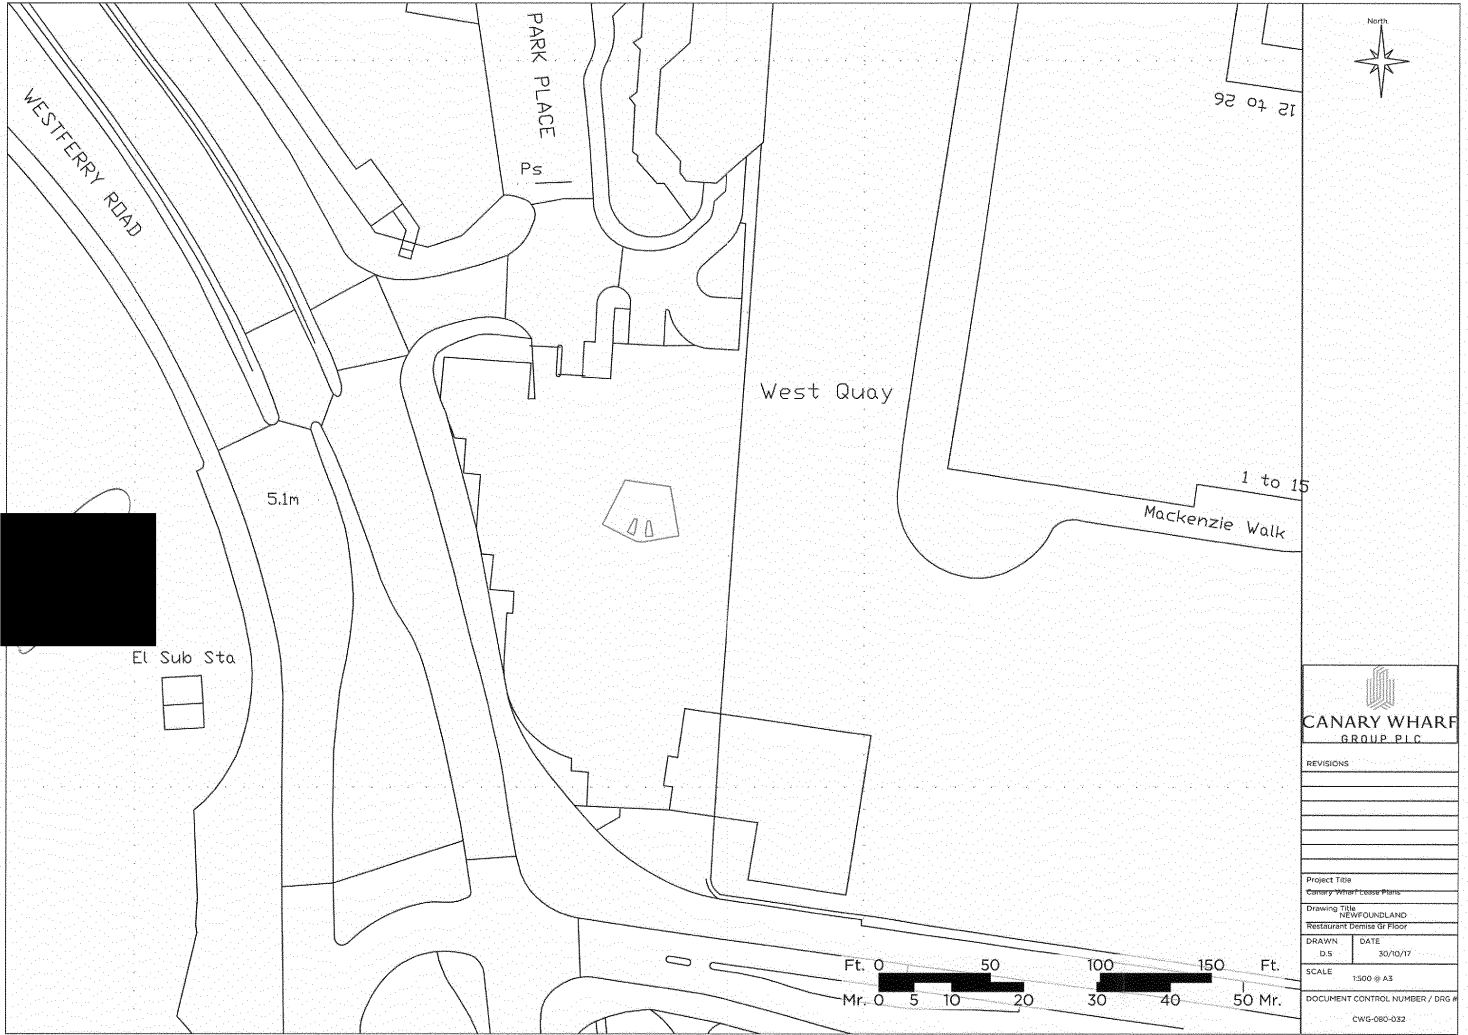 PARK PLACE
North
WESTFERRY ROAD
12 to 26
Ps
West Quay
1 to 15
Mackenzie Walk
5.1m
El Sub Sta
CANARY WHARF
GROUP PLC
REVISIONS
Project Title
Canary Wharf Lease Plans
Drawing Title
NEWFOUNDLAND
Restaurant Demise Gr Floor
DRAWN DATE
D.S 30/10/17
SCALE
1:500 @ A3
DOCUMENT CONTROL NUMBER / DRG #
CWG-080-032
Ft. 0 50 100 150 Ft.
Mr. 0 5 10 20 30 40 50 Mr.